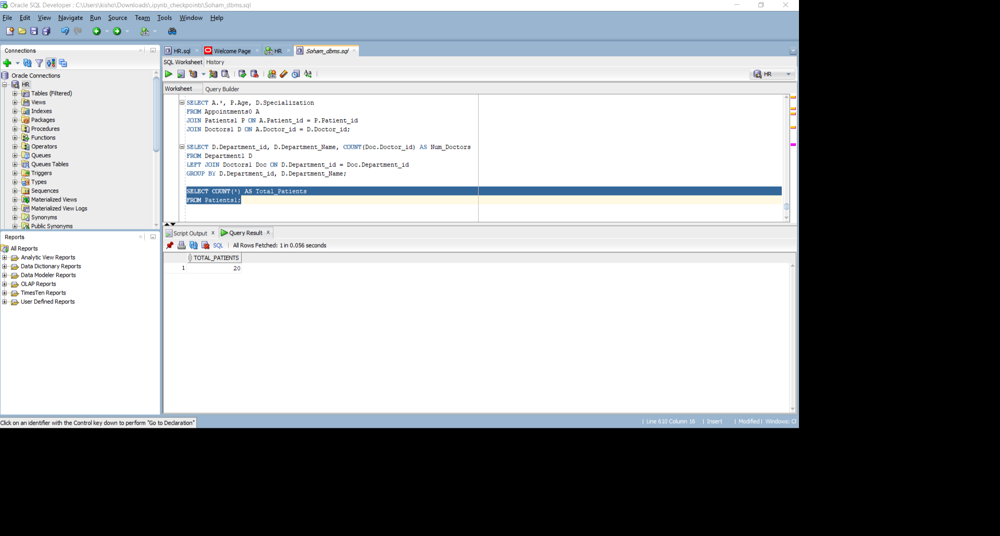 Oracle SQL Developer : C:\Users\kisho\Downloads\.ipynb_checkpoints\Soham_dbms.sql
File Edit View Navigate Run Source Team Tools Window Help
Connections
Oracle Connections
HR
Tables (Filtered)
Views
Indexes
Packages
Procedures
Functions
Operators
Queues
Queues Tables
Triggers
Types
Sequences
Materialized Views
Materialized View Logs
Synonyms
Public Synonyms
Reports
All Reports
Analytic View Reports
Data Dictionary Reports
Data Modeler Reports
OLAP Reports
TimesTen Reports
User Defined Reports
HR.sql Welcome Page HR Soham_dbms.sql
SQL Worksheet History
HR
Worksheet Query Builder
SELECT A.*, P.Age, D.Specialization
FROM Appointments0 A
JOIN Patients1 P ON A.Patient_id = P.Patient_id
JOIN Doctors1 D ON A.Doctor_id = D.Doctor_id;
SELECT D.Department_id, D.Department_Name, COUNT(Doc.Doctor_id) AS Num_Doctors
FROM Department1 D
LEFT JOIN Doctors1 Doc ON D.Department_id = Doc.Department_id
GROUP BY D.Department_id, D.Department_Name;
SELECT COUNT(*) AS Total_Patients
FROM Patients1;
Script Output Query Result
SQL All Rows Fetched: 1 in 0.056 seconds
TOTAL_PATIENTS
1 20
Click on an identifier with the Control key down to perform "Go to Declaration"
Line 610 Column 16 Insert Modified Windows: CR